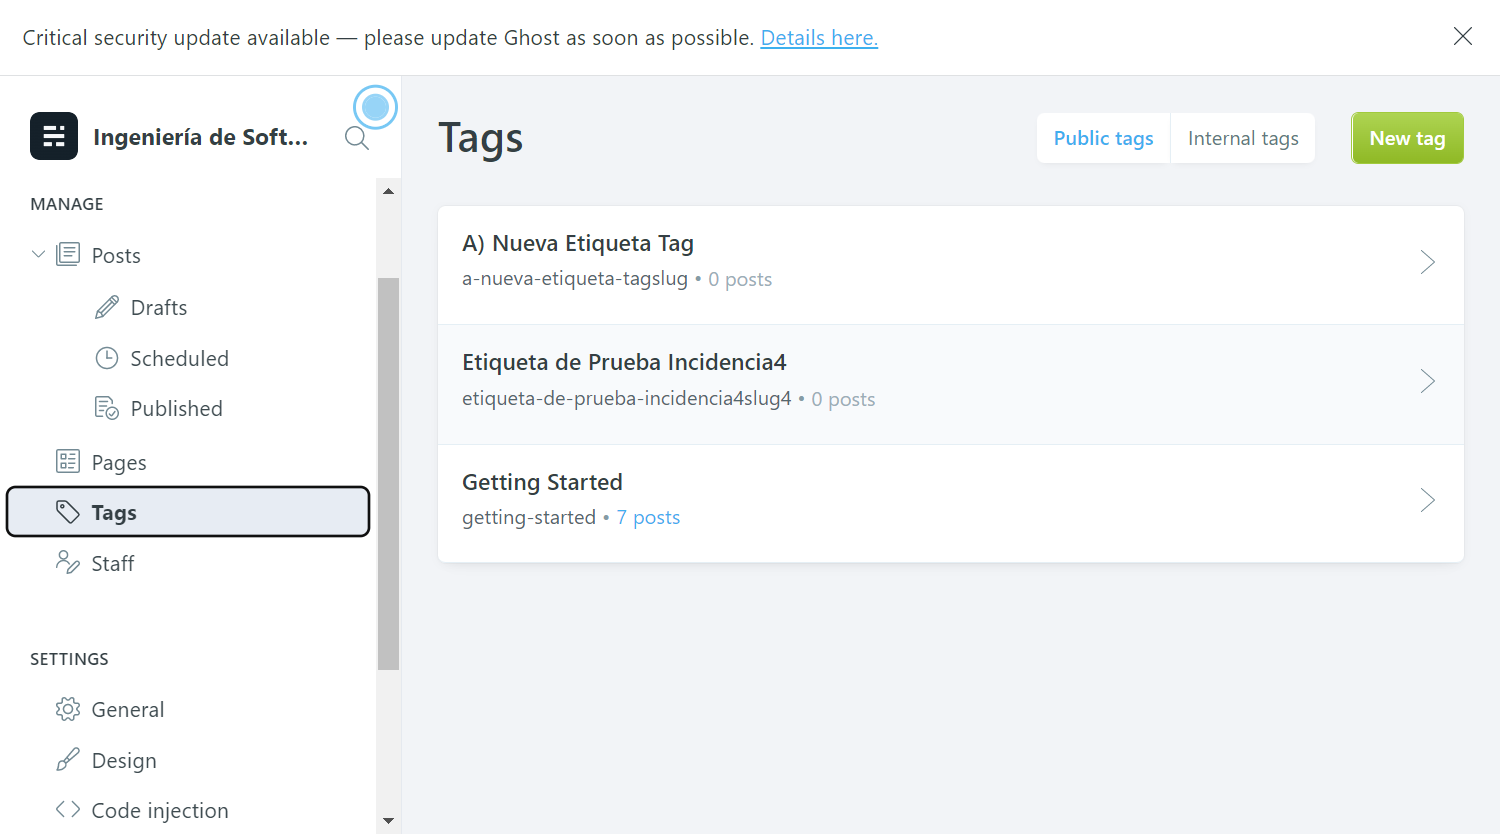 Critical security update available — please update Ghost as soon as possible. Details here.
Ingeniería de Soft...
MANAGE
Posts
Drafts
Scheduled
Published
Pages
Tags
Staff
SETTINGS
General
Design
Code injection
Tags
Public tags
Internal tags
New tag
A) Nueva Etiqueta Tag
a-nueva-etiqueta-tagslug • 0 posts
Etiqueta de Prueba Incidencia4
etiqueta-de-prueba-incidencia4slug4 • 0 posts
Getting Started
getting-started • 7 posts